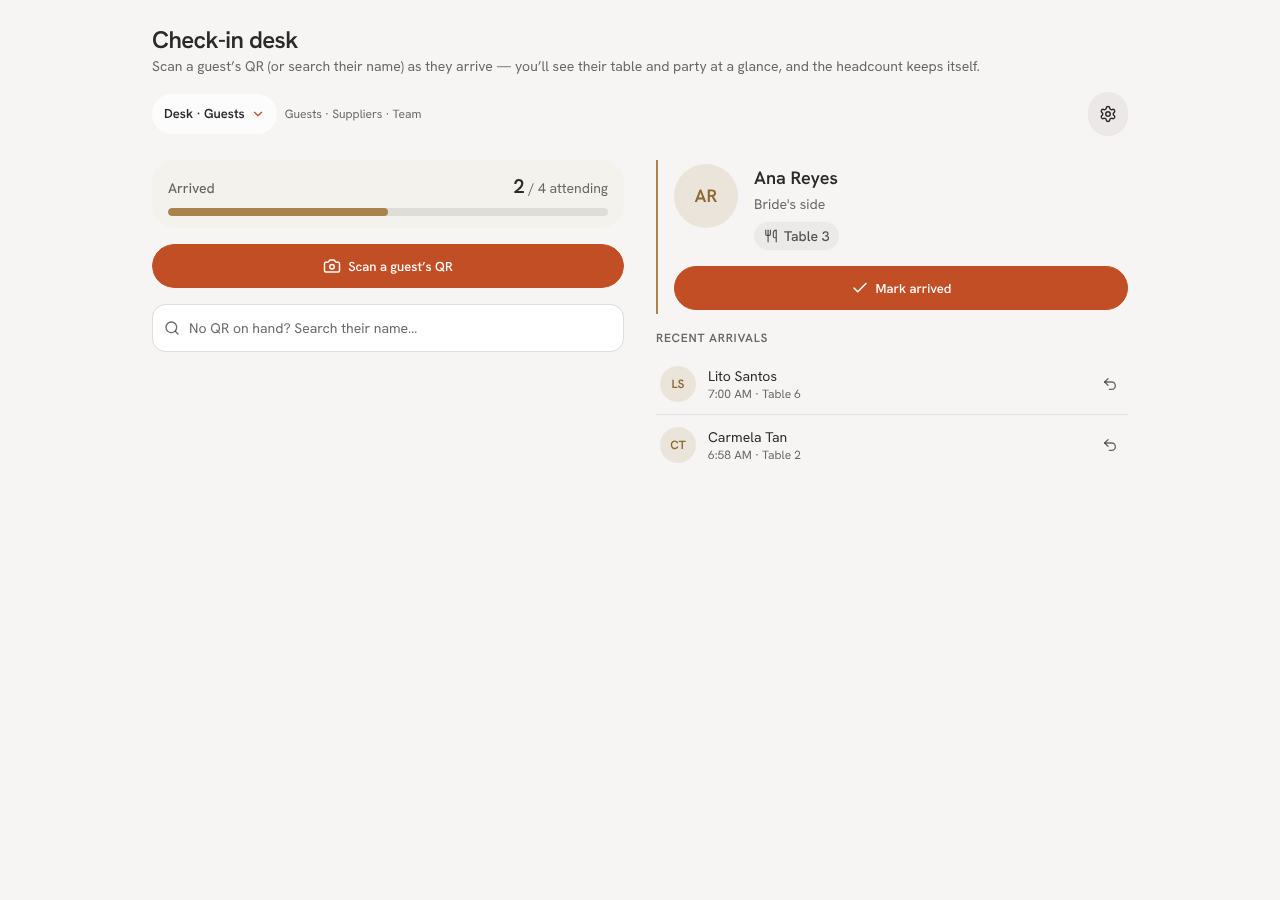 Check-in desk
Scan a guest’s QR (or search their name) as they arrive — you’ll see their table and party at a glance, and the headcount keeps itself.
Desk · Guests
Guests · Suppliers · Team
Arrived
2 / 4 attending
Scan a guest’s QR
No QR on hand? Search their name…
AR
Ana Reyes
Bride's side
Table 3
Mark arrived
RECENT ARRIVALS
LS
Lito Santos
7:00 AM · Table 6
CT
Carmela Tan
6:58 AM · Table 2